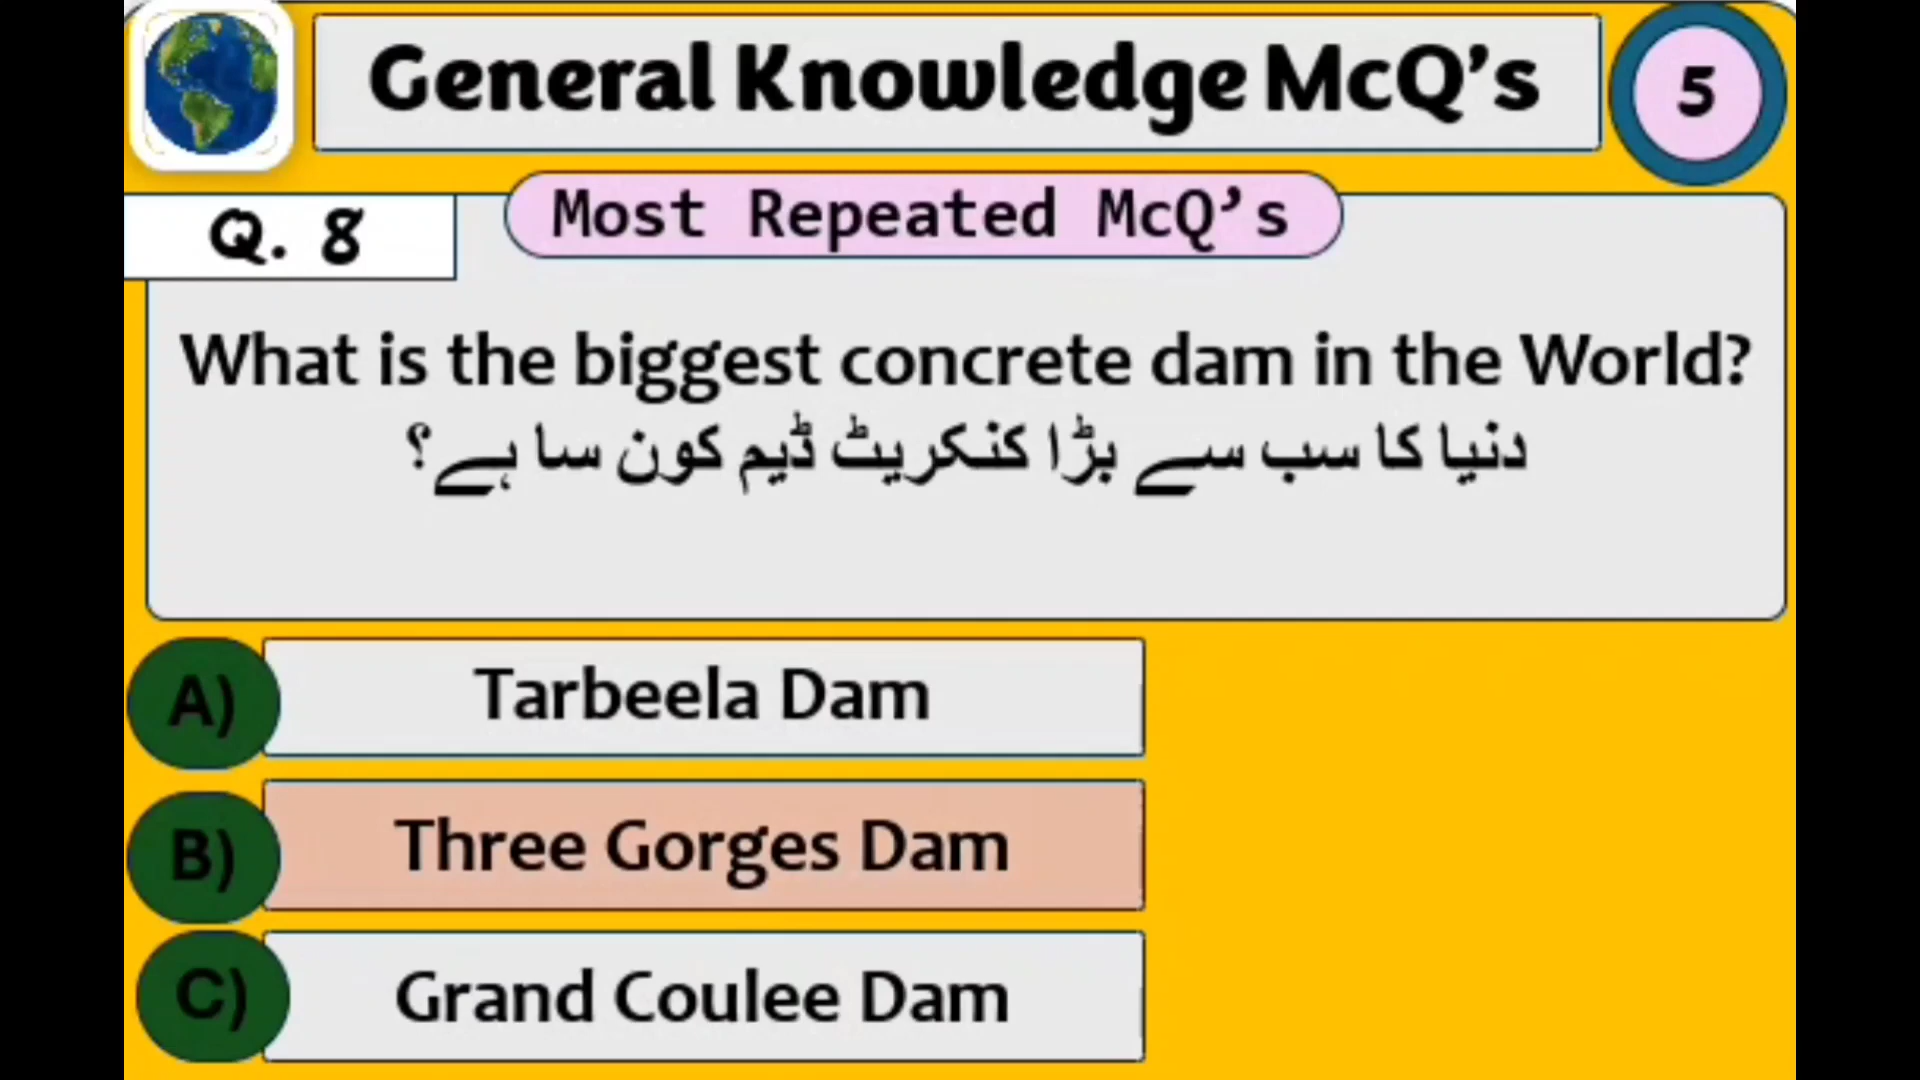 General Knowledge McQ’s
5
Most Repeated McQ’s
Q. 8
What is the biggest concrete dam in the World?
دنیا کا سب سے بڑا کنکریٹ ڈیم کون سا ہے؟
A) Tarbeela Dam
B) Three Gorges Dam
C) Grand Coulee Dam